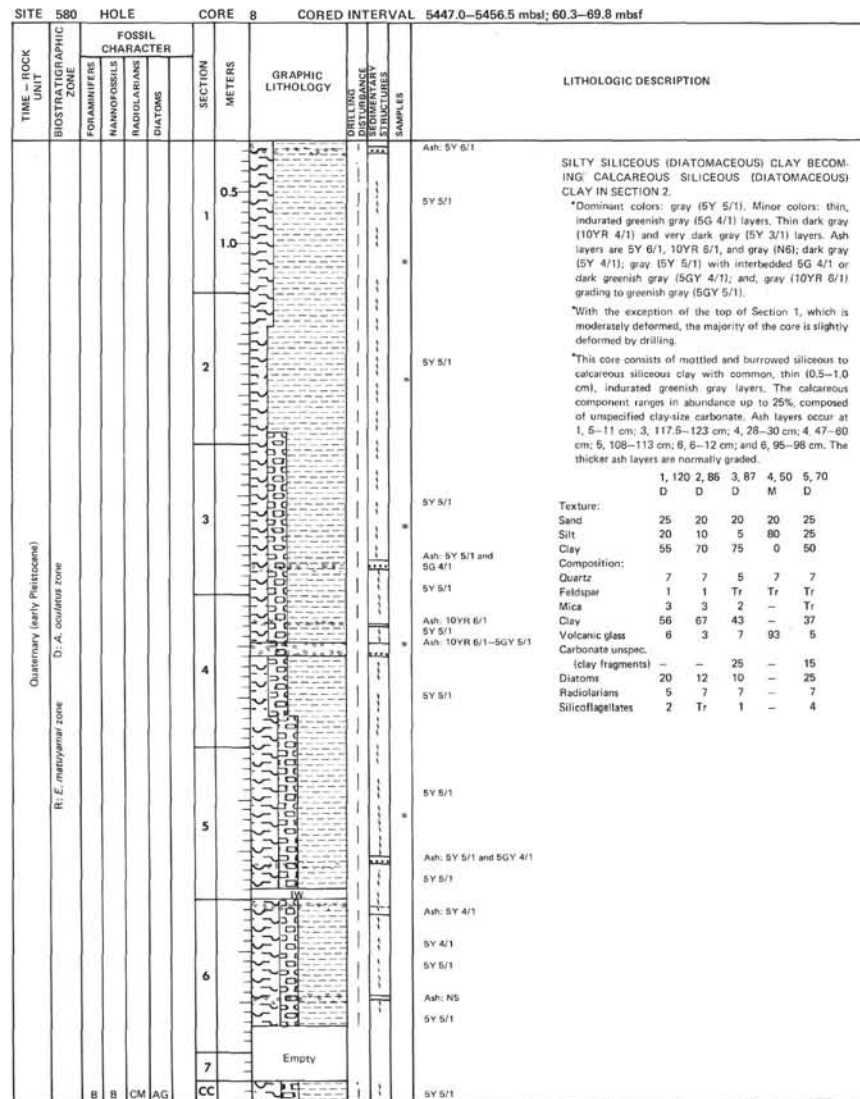 SITE 580 HOLE CORE 8 CORED INTERVAL 5447.0–5456.5 mbsl; 60.3–69.8 mbsf
TIME – ROCK UNIT
BIOSTRATIGRAPHIC ZONE
FOSSIL CHARACTER
FORAMINIFERS
NANNOFOSSILS
RADIOLARIANS
DIATOMS
SECTION
METERS
GRAPHIC LITHOLOGY
DRILLING DISTURBANCE
SEDIMENTARY STRUCTURES
SAMPLES
LITHOLOGIC DESCRIPTION
Quaternary (early Pleistocene)
D: A. oculatus zone
R: E. matuyamai zone
B B CM AG
1
0.5
1.0
2
3
4
5
6
7
CC
IW
Empty
*
*
*
*
*
Ash: 5Y 6/1
5Y 5/1
5Y 5/1
5Y 5/1
Ash: 5Y 5/1 and
5G 4/1
5Y 5/1
Ash: 10YR 6/1
5Y 5/1
Ash: 10YR 6/1–5GY 5/1
5Y 5/1
5Y 5/1
Ash: 5Y 5/1 and 5GY 4/1
5Y 5/1
Ash: 5Y 4/1
5Y 4/1
5Y 5/1
Ash: N5
5Y 5/1
5Y 5/1
SILTY SILICEOUS (DIATOMACEOUS) CLAY BECOM-
ING CALCAREOUS SILICEOUS (DIATOMACEOUS)
CLAY IN SECTION 2.
*Dominant colors: gray (5Y 5/1). Minor colors: thin,
indurated greenish gray (5G 4/1) layers. Thin dark gray
(10YR 4/1) and very dark gray (5Y 3/1) layers. Ash
layers are 5Y 6/1, 10YR 6/1, and gray (N6); dark gray
(5Y 4/1); gray (5Y 5/1) with interbedded 5G 4/1 or
dark greenish gray (5GY 4/1); and, gray (10YR 6/1)
grading to greenish gray (5GY 5/1).
*With the exception of the top of Section 1, which is
moderately deformed, the majority of the core is slightly
deformed by drilling.
*This core consists of mottled and burrowed siliceous to
calcareous siliceous clay with common, thin (0.5–1.0
cm), indurated greenish gray layers. The calcareous
component ranges in abundance up to 25%, composed
of unspecified clay-size carbonate. Ash layers occur at
1, 5–11 cm; 3, 117.5–123 cm; 4, 28–30 cm; 4, 47–60
cm; 5, 108–113 cm; 6, 6–12 cm; and 6, 95–98 cm. The
thicker ash layers are normally graded.
1, 120 2, 86 3, 87 4, 50 5, 70
D D D M D
Texture:
Sand 25 20 20 20 25
Silt 20 10 5 80 25
Clay 55 70 75 0 50
Composition:
Quartz 7 7 5 7 7
Feldspar 1 1 Tr Tr Tr
Mica 3 3 2 – Tr
Clay 56 67 43 – 37
Volcanic glass 6 3 7 93 5
Carbonate unspec.
(clay fragments) – – 25 – 15
Diatoms 20 12 10 – 25
Radiolarians 5 7 7 – 7
Silicoflagellates 2 Tr 1 – 4